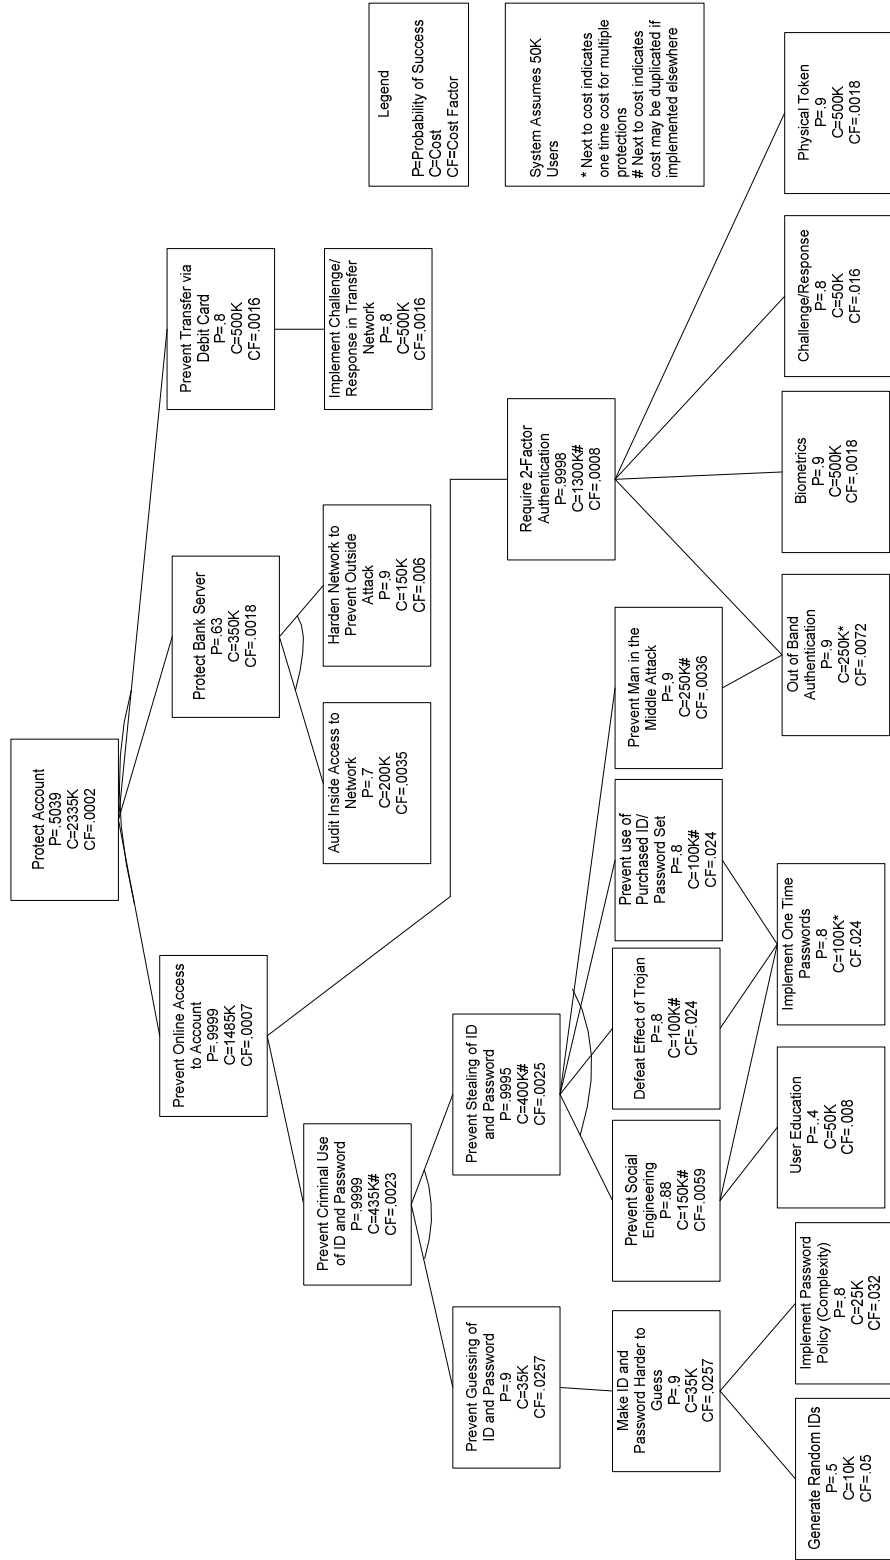 Protect Account
P=.5039
C=2335K
CF=.0002
Prevent Online Access
to Account
P=.9999
C=1485K
CF=.0007
Protect Bank Server
P=.63
C=350K
CF=.0018
Prevent Transfer via
Debit Card
P=.8
C=500K
CF=.0016
Legend
P=Probability of Success
C=Cost
CF=Cost Factor
System Assumes 50K
Users
* Next to cost indicates
one time cost for multiple
protections
# Next to cost indicates
cost may be duplicated if
implemented elsewhere
Prevent Criminal Use
of ID and Password
P=.9999
C=435K#
CF=.0023
Audit Inside Access to
Network
P=.7
C=200K
CF=.0035
Harden Network to
Prevent Outside
Attack
P=.9
C=150K
CF=.006
Implement Challenge/
Response in Transfer
Network
P=.8
C=500K
CF=.0016
Prevent Guessing of
ID and Password
P=.9
C=35K
CF=.0257
Prevent Stealing of ID
and Password
P=.9995
C=400K#
CF=.0025
Require 2-Factor
Authentication
P=.9998
C=1300K#
CF=.0008
Make ID and
Password Harder to
Guess
P=.9
C=35K
CF=.0257
Prevent Social
Engineering
P=.88
C=150K#
CF=.0059
Defeat Effect of Trojan
P=.8
C=100K#
CF=.024
Prevent use of
Purchased ID/
Password Set
P=.8
C=100K#
CF=.024
Prevent Man in the
Middle Attack
P=.9
C=250K#
CF=.0036
Generate Random IDs
P=.5
C=10K
CF=.05
Implement Password
Policy (Complexity)
P=.8
C=25K
CF=.032
User Education
P=.4
C=50K
CF=.008
Implement One Time
Passwords
P=.8
C=100K*
CF.024
Out of Band
Authentication
P=.9
C=250K*
CF=.0072
Biometrics
P=.9
C=500K
CF=.0018
Challenge/Response
P=.8
C=50K
CF=.016
Physical Token
P=.9
C=500K
CF=.0018